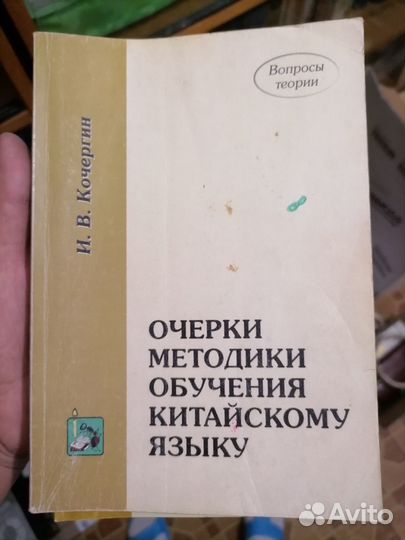 Вопросы
теории
И. В. Кочергин
ОЧЕРКИ
МЕТОДИКИ
ОБУЧЕНИЯ
КИТАЙСКОМУ
ЯЗЫКУ
Avito